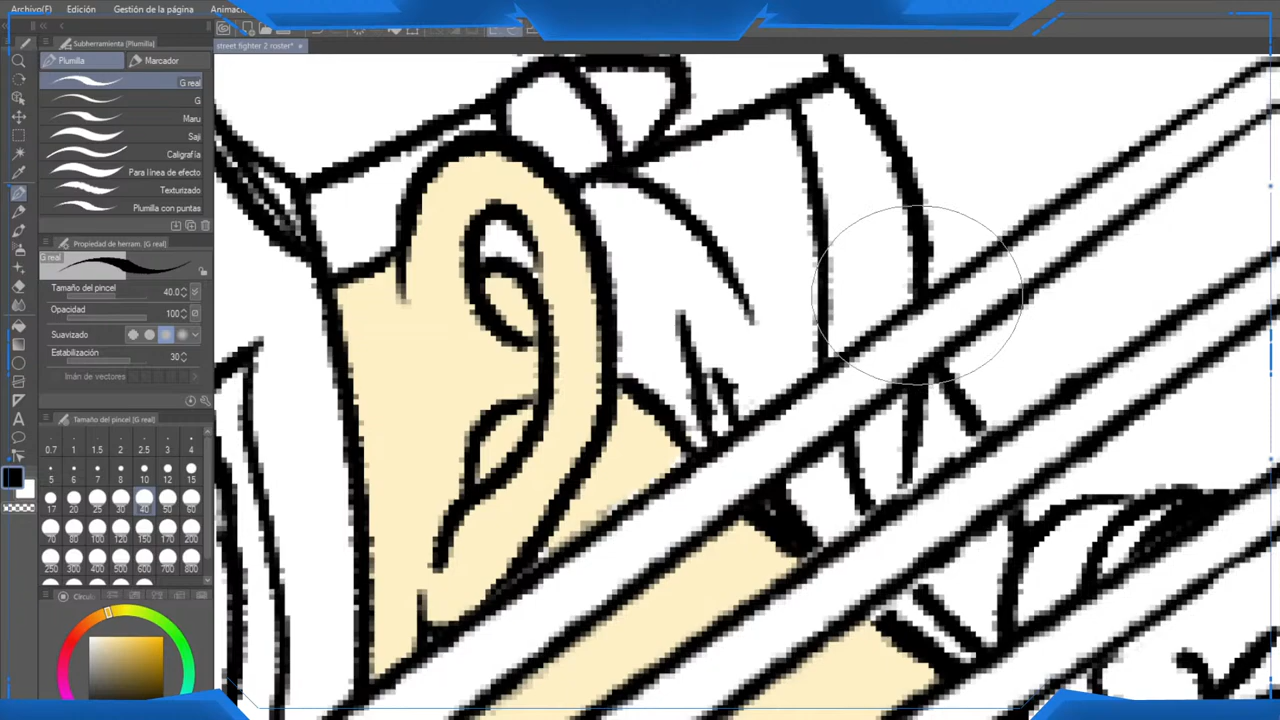 Archivo(F) Edición Gestión de la página Animació
Subherramienta (Plumilla)
street fighter 2 roster*
Plumilla Marcador
G real
G
Maru
Saji
Caligrafía
Para línea de efecto
Texturizado
Plumilla con puntas
Propiedad de herram. (G real)
G real
Tamaño del pincel 40.0
Opacidad 100
Suavizado
Estabilización 30
Imán de vectores
Tamaño del pincel (G real)
0.7 1 1.5 2 2.5 3 4
5 6 7 8 10 12 15
17 20 25 30 40 50 60
70 80 100 120 150 170 200
250 300 400 500 600 700 800
Círculo
A